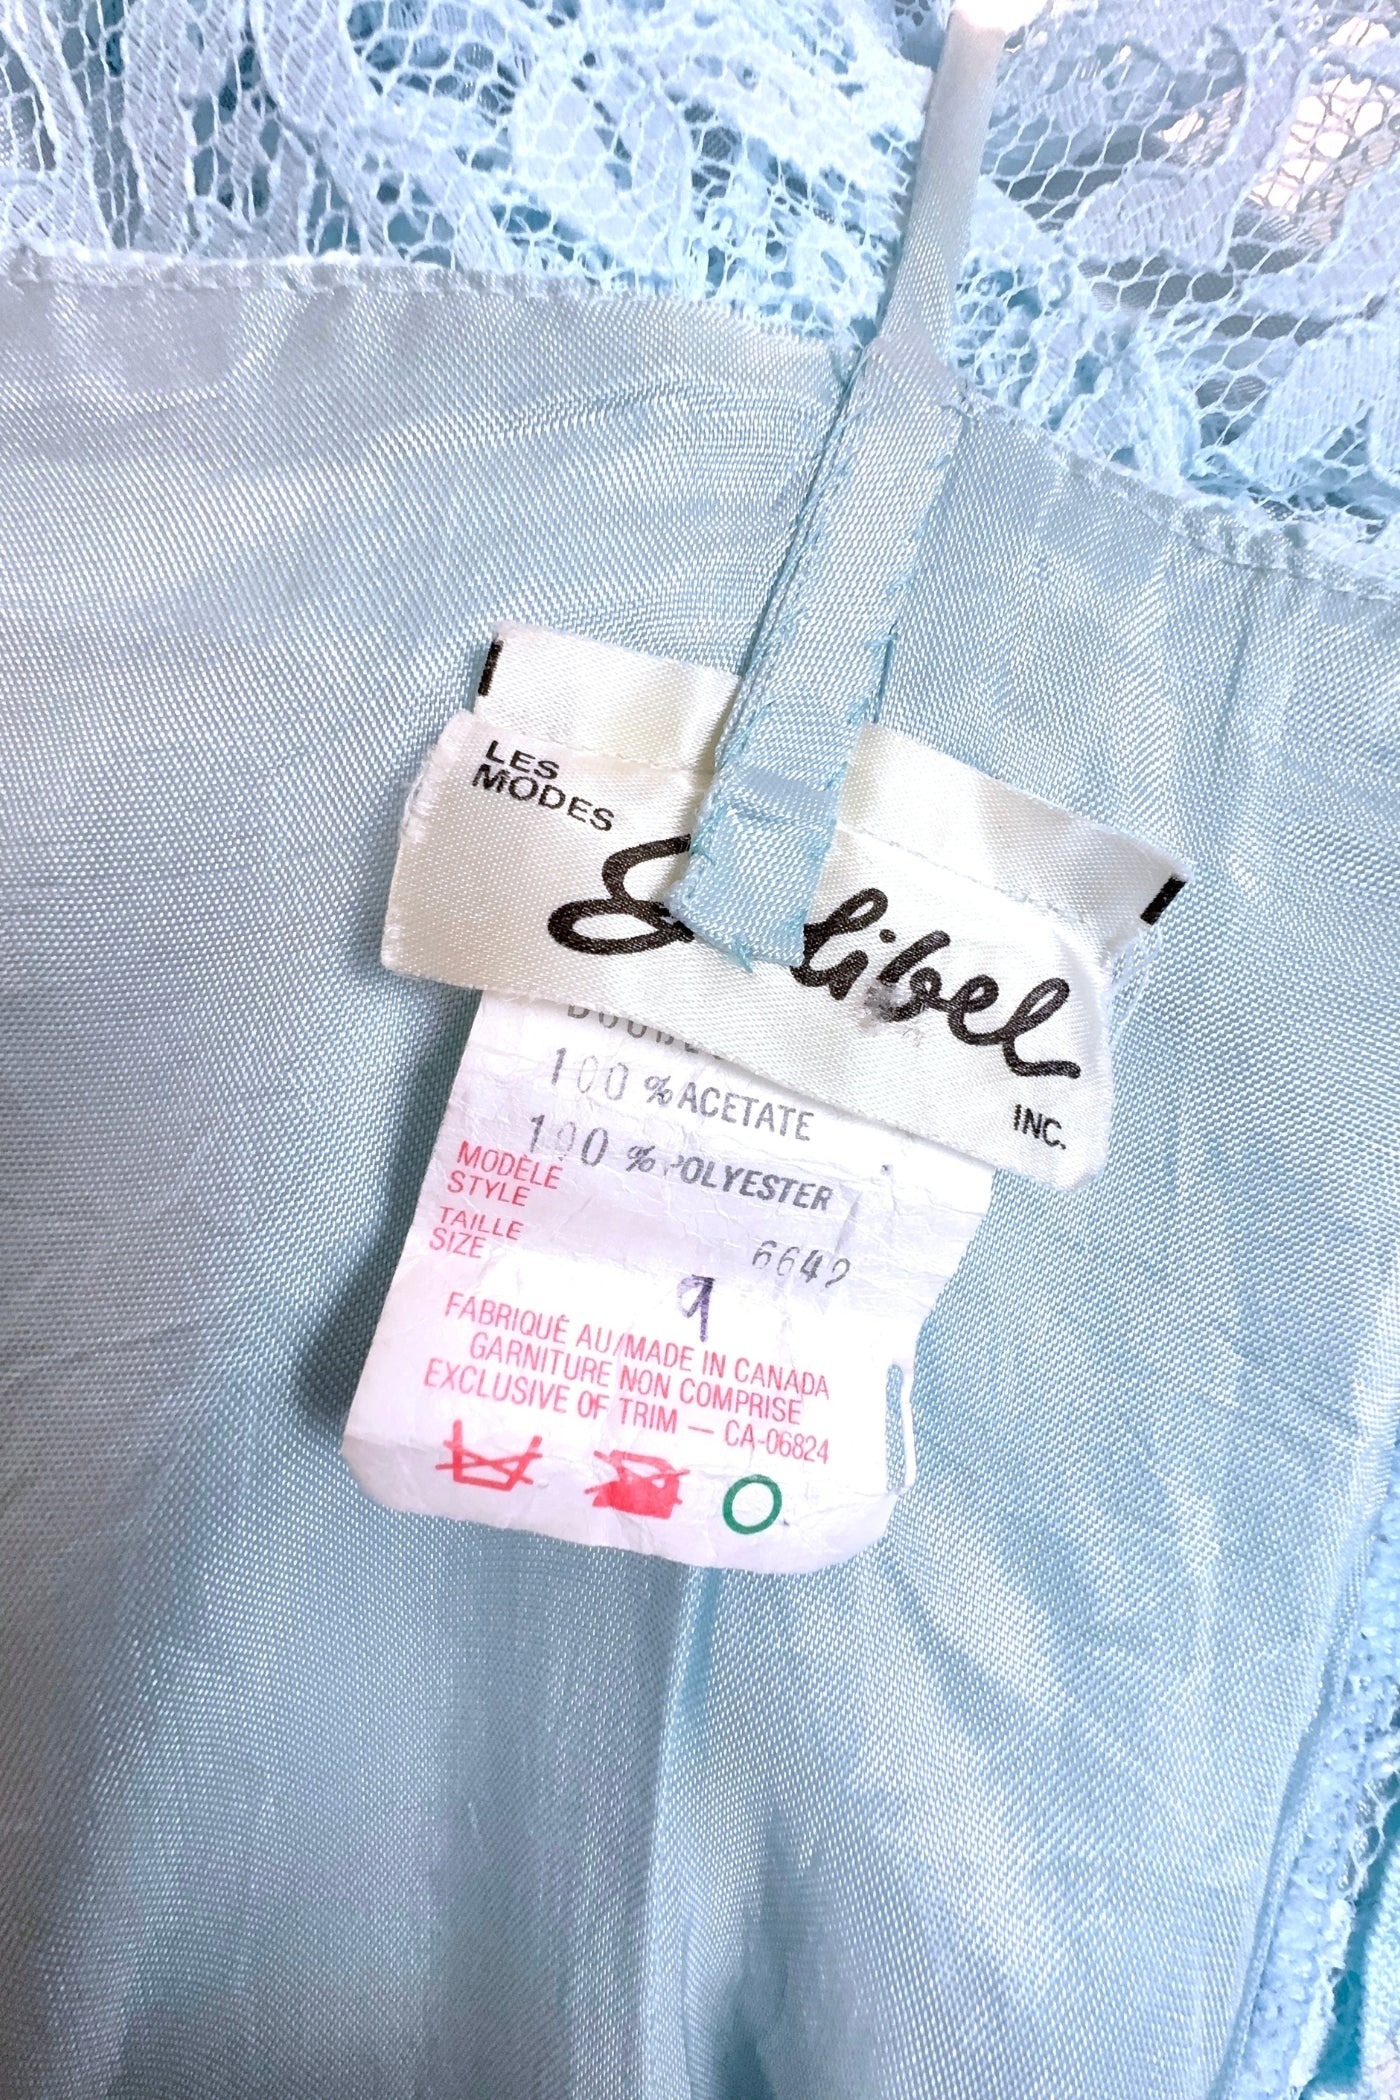 LES
MODES
INC.
100 % ACETATE
100 % POLYESTER
MODÈLE
STYLE
6642
TAILLE
SIZE
9
FABRIQUÉ AU/MADE IN CANADA
GARNITURE NON COMPRISE
EXCLUSIVE OF TRIM — CA-06824